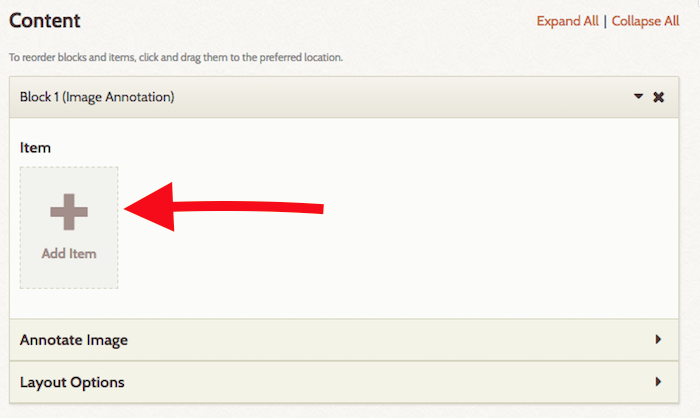 Content
Expand All | Collapse All
To reorder blocks and items, click and drag them to the preferred location.
Block 1 (Image Annotation)
Item
Add Item
Annotate Image
Layout Options